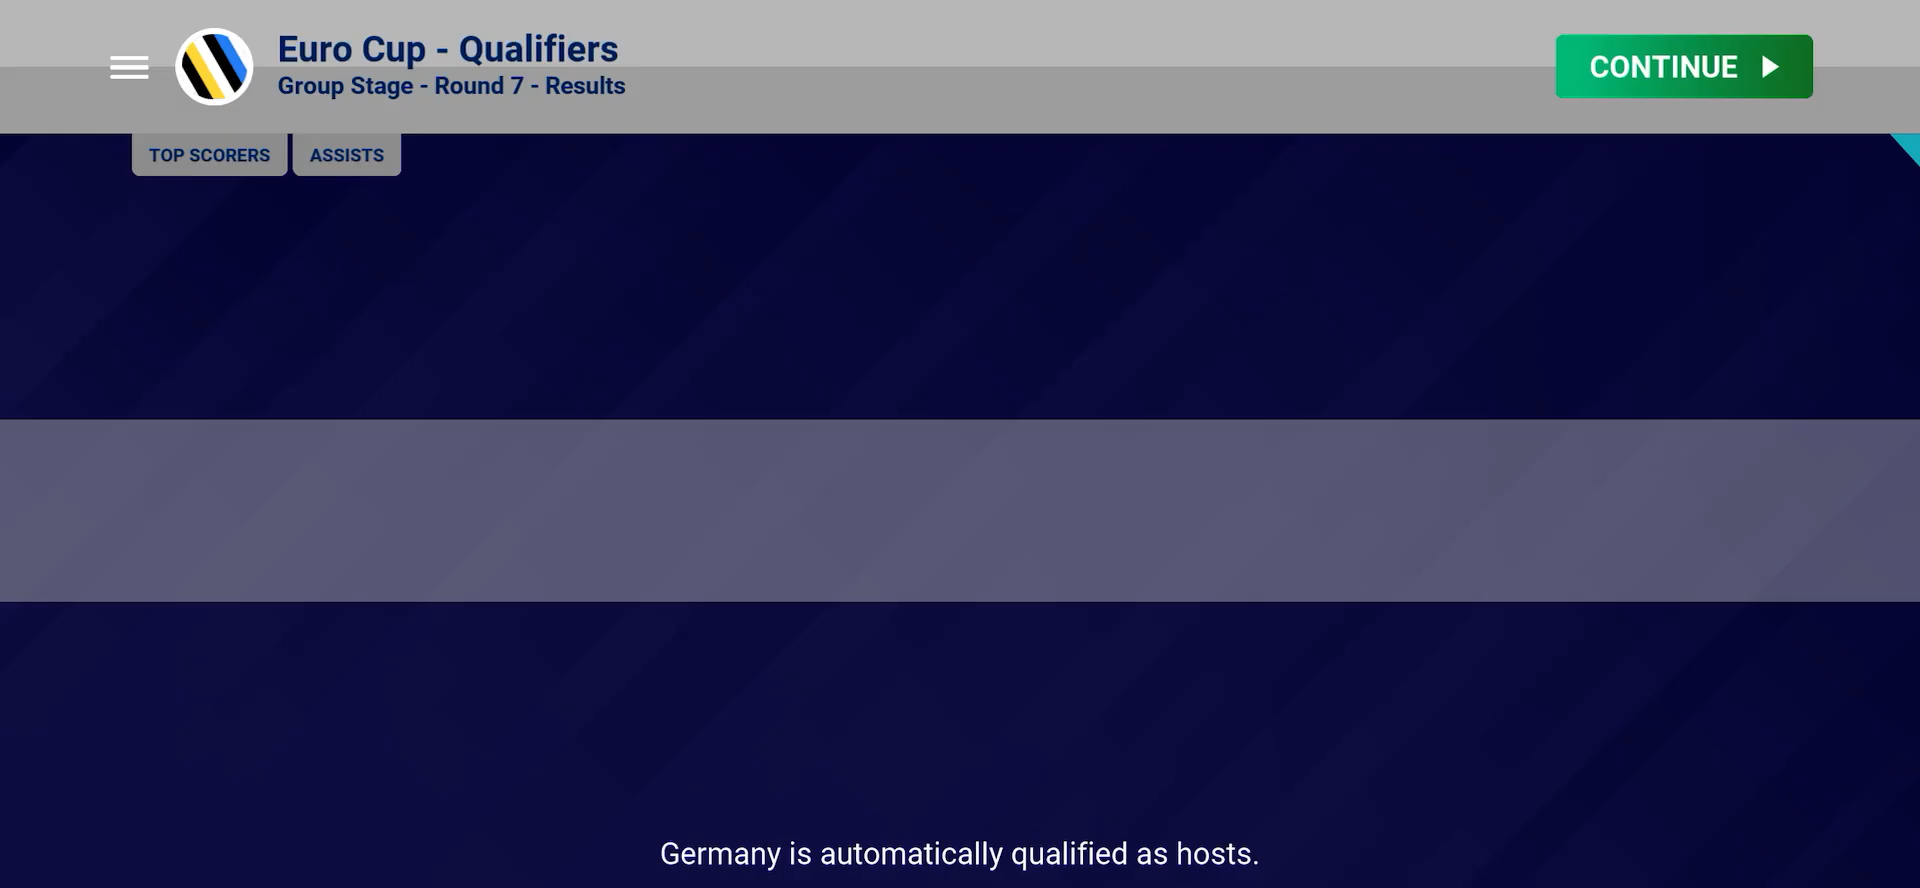 Euro Cup - Qualifiers
Group Stage - Round 7 - Results
CONTINUE
TOP SCORERS
ASSISTS
Germany is automatically qualified as hosts.